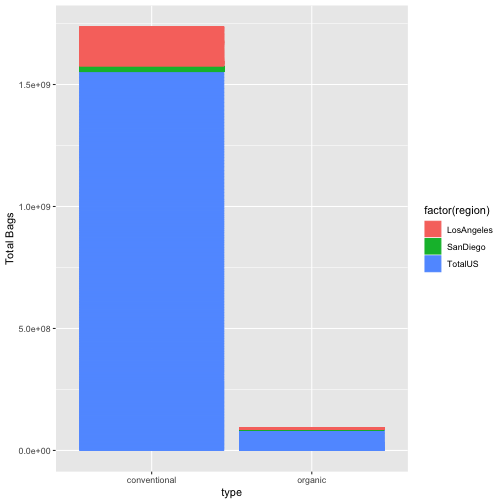 Total Bags
1.5e+09
1.0e+09
5.0e+08
0.0e+00
conventional
organic
type
factor(region)
LosAngeles
SanDiego
TotalUS